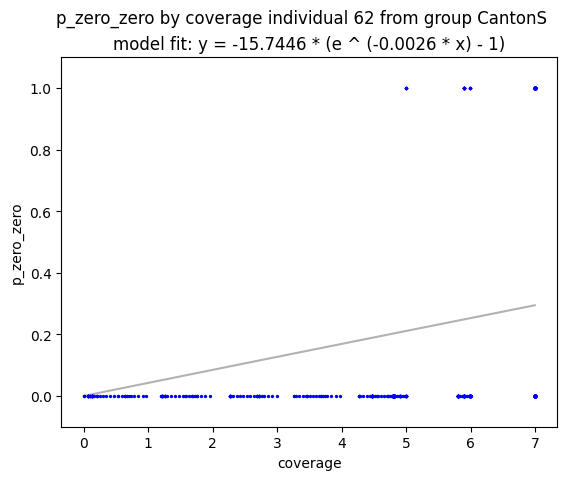 p_zero_zero by coverage individual 62 from group CantonS
model fit: y = -15.7446 * (e ^ (-0.0026 * x) - 1)
1.0
0.8
0.6
0.4
0.2
0.0
p_zero_zero
0 1 2 3 4 5 6 7
coverage